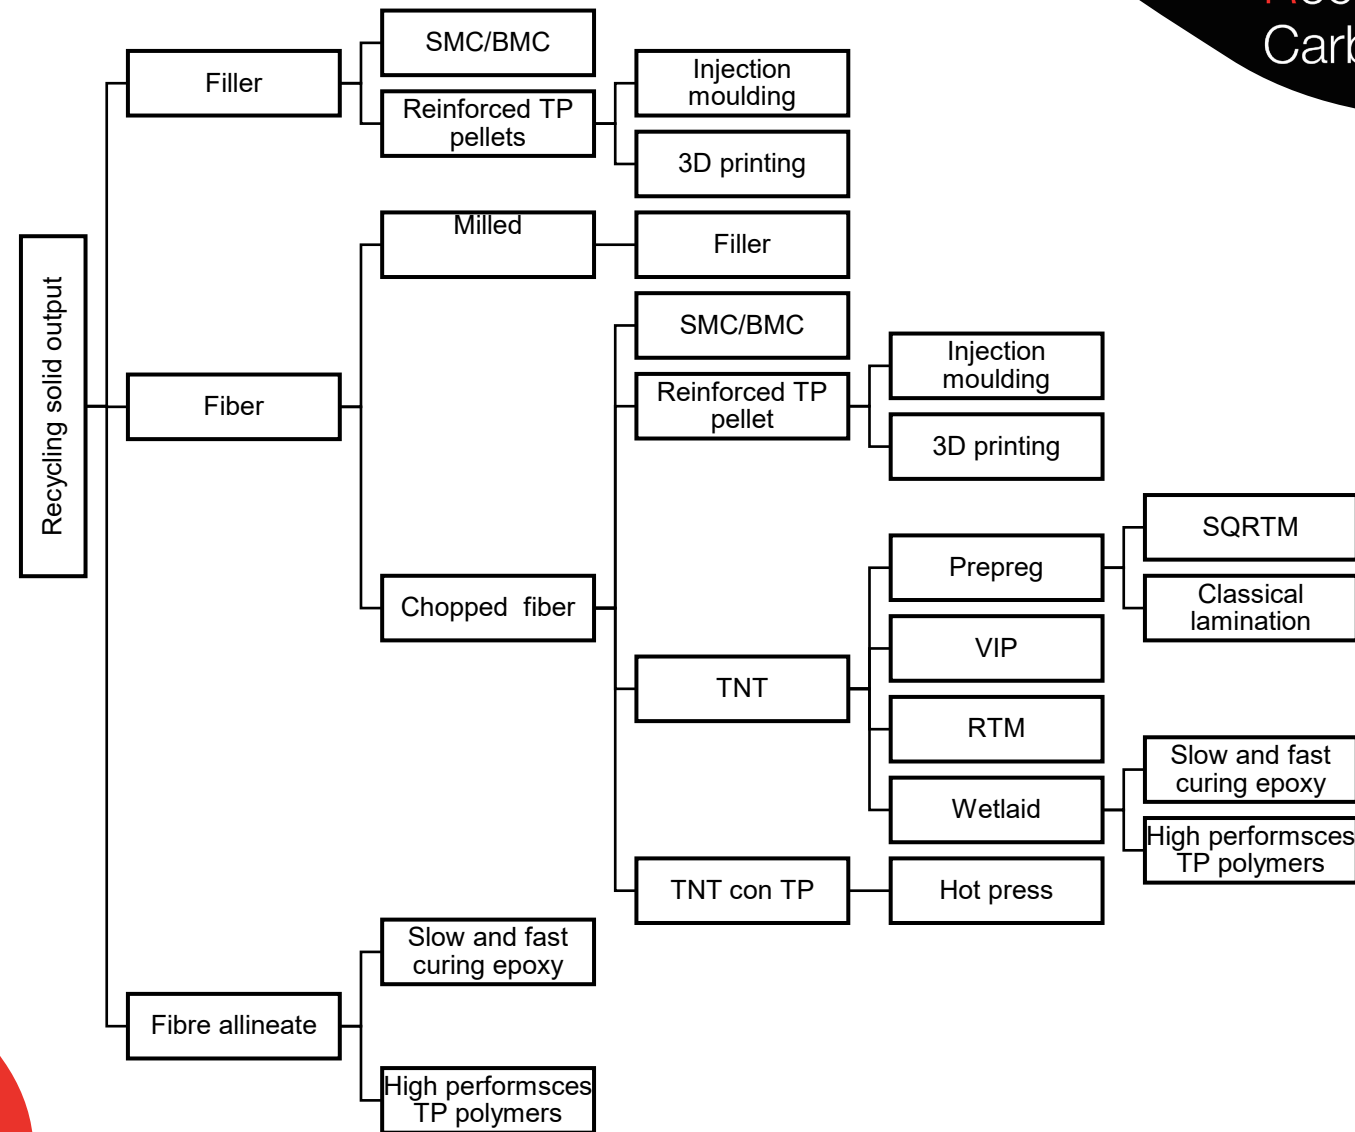 Carb
SMC/BMC
Filler
Injection
moulding
Reinforced TP
pellets
3D printing
Milled
Filler
Recycling solid output
SMC/BMC
Injection
moulding
Fiber
Reinforced TP
pellet
3D printing
SQRTM
Prepreg
Classical
lamination
Chopped fiber
VIP
TNT
RTM
Slow and fast
curing epoxy
Wetlaid
High performsces
TP polymers
TNT con TP
Hot press
Slow and fast
curing epoxy
Fibre allineate
High performsces
TP polymers